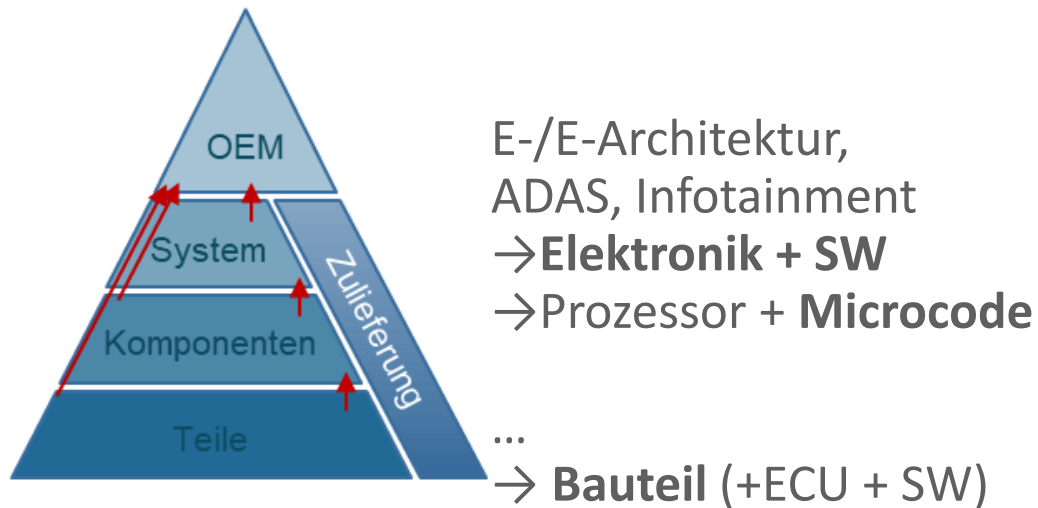 OEM
System
Komponenten
Teile
Zulieferung
E-/E-Architektur,
ADAS, Infotainment
→Elektronik + SW
→Prozessor + Microcode
...
→ Bauteil (+ECU + SW)